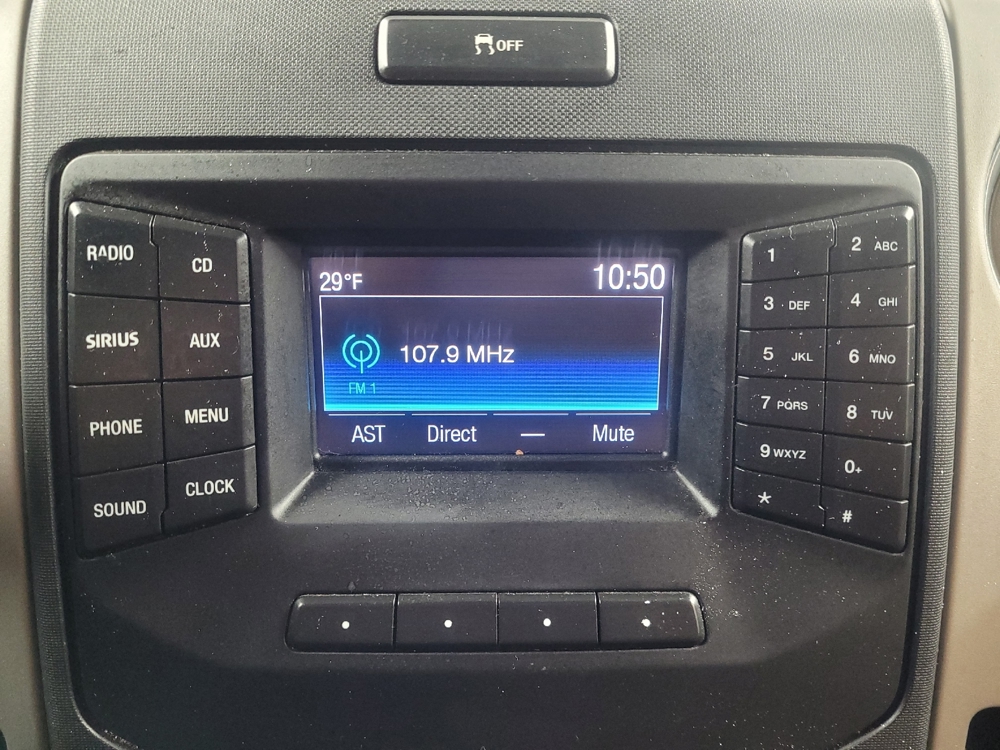 OFF
RADIO
CD
SIRIUS
AUX
PHONE
MENU
SOUND
CLOCK
29°F
10:50
107.9 MHz
FM 1
AST Direct — Mute
1
2 ABC
3 DEF
4 GHI
5 JKL
6 MNO
7 PQRS
8 TUV
9 WXYZ
0+
*
#